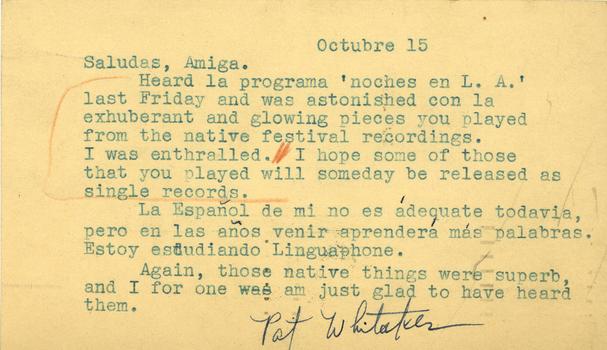 Octubre 15
Saludas, Amiga.
Heard la programa 'noches en L. A.'
last Friday and was astonished con la
exhuberant and glowing pieces you played
from the native festival recordings.
I was enthralled. I hope some of those
that you played will someday be released as
single records.
La Español de mi no es ádequate todavia,
pero en las años venir aprenderá más palabras.
Estoy estudiando Linguaphone.
Again, those native things were superb,
and I for one was am just glad to have heard
them.
Pat Whitaker